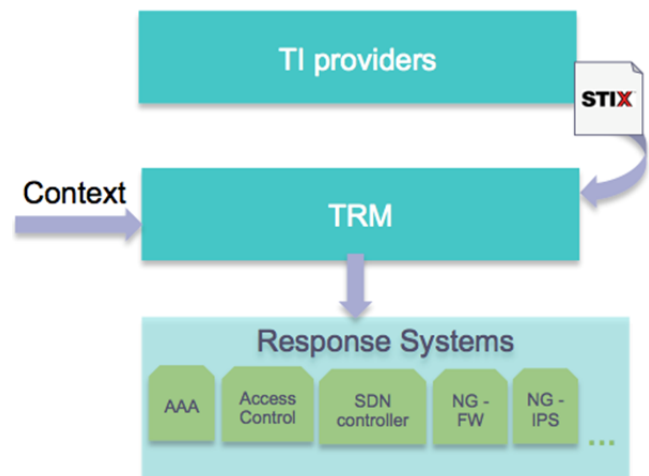 TI providers
STIX
Context
TRM
Response Systems
AAA
Access
Control
SDN
controller
NG -
FW
NG -
IPS
...